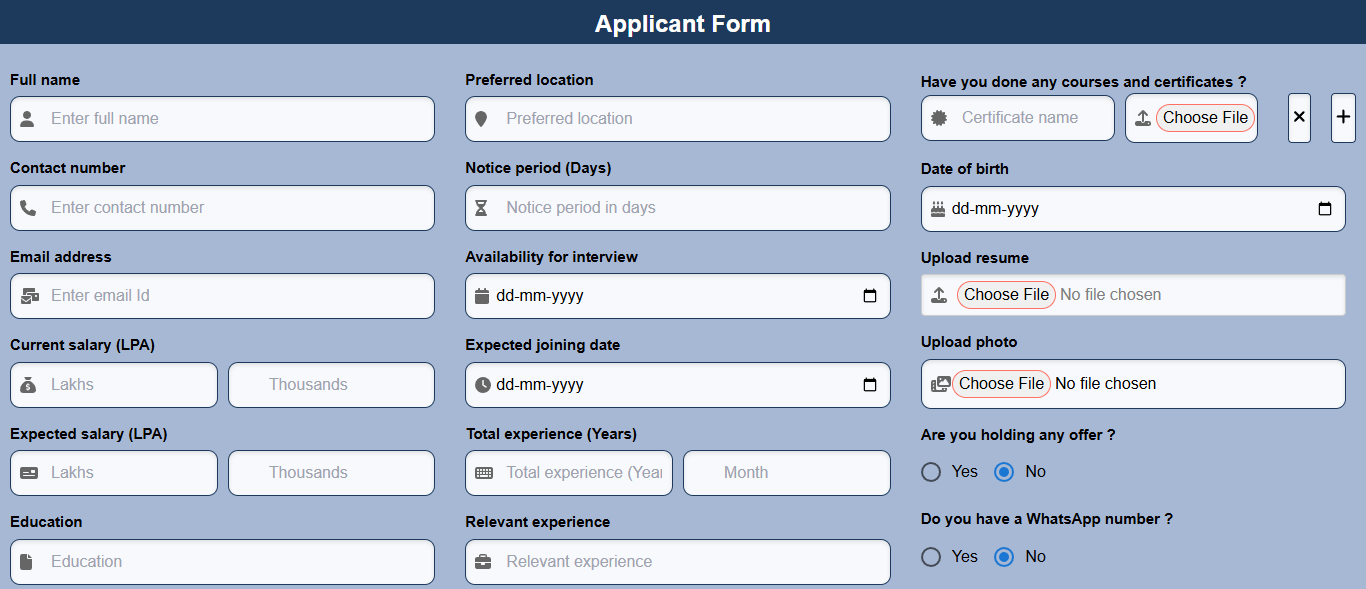 Applicant Form
Full name
Enter full name
Contact number
Enter contact number
Email address
Enter email Id
Current salary (LPA)
Lakhs Thousands
Expected salary (LPA)
Lakhs Thousands
Education
Education
Preferred location
Preferred location
Notice period (Days)
Notice period in days
Availability for interview
dd-mm-yyyy
Expected joining date
dd-mm-yyyy
Total experience (Years)
Total experience (Year Month
Relevant experience
Relevant experience
Have you done any courses and certificates ?
Certificate name Choose File × +
Date of birth
dd-mm-yyyy
Upload resume
Choose File No file chosen
Upload photo
Choose File No file chosen
Are you holding any offer ?
Yes No
Do you have a WhatsApp number ?
Yes No